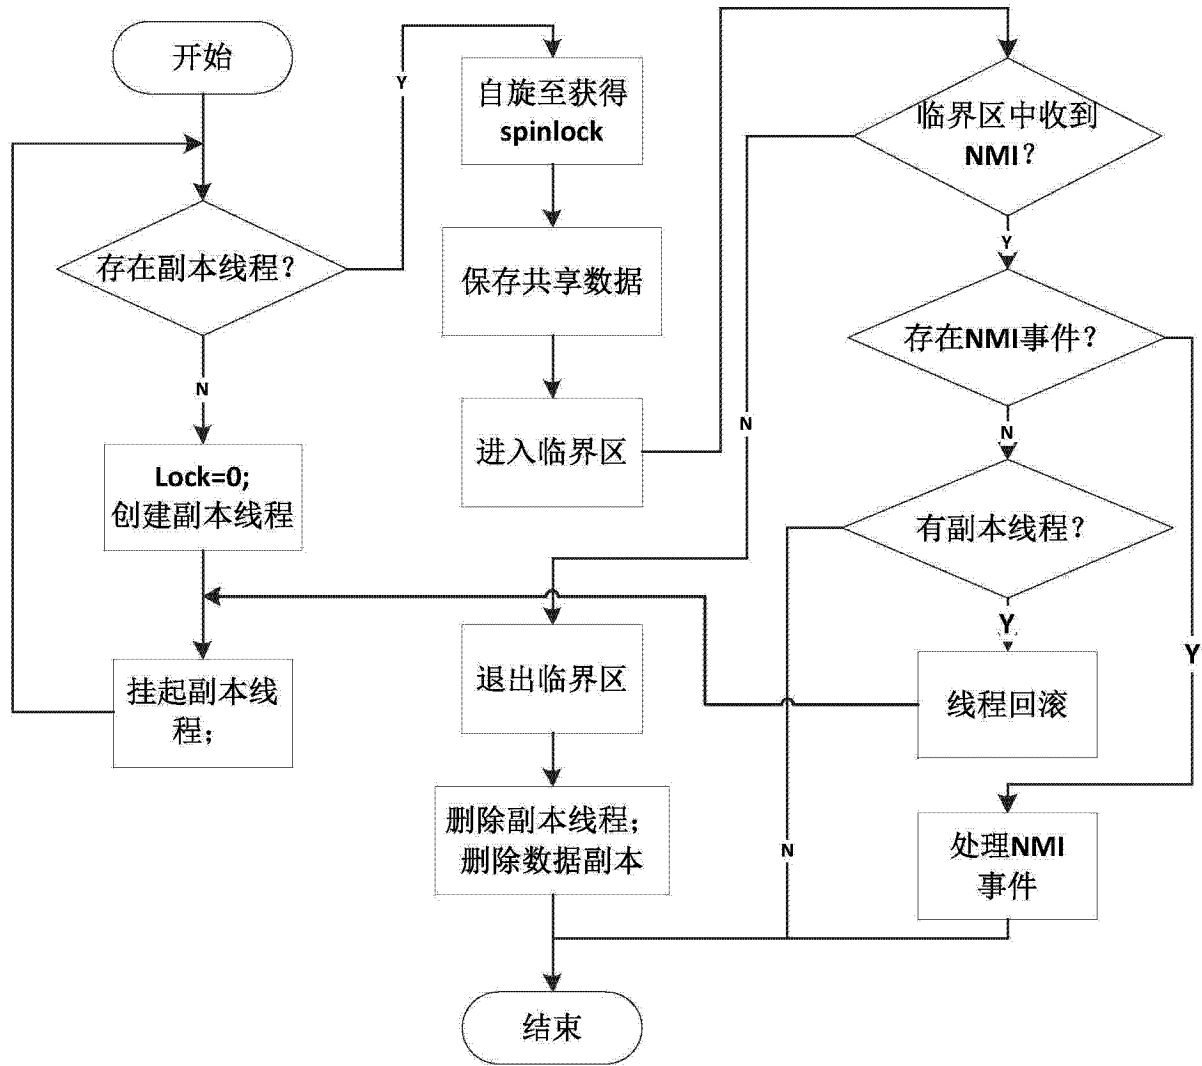 开始
存在副本线程？
N
Lock=0;
创建副本线程
挂起副本线
程；
Y
自旋至获得
spinlock
保存共享数据
进入临界区
N
退出临界区
删除副本线程；
删除数据副本
结束
临界区中收到
NMI？
Y
存在NMI事件？
N
有副本线程？
Y
线程回滚
Y
处理NMI
事件
N